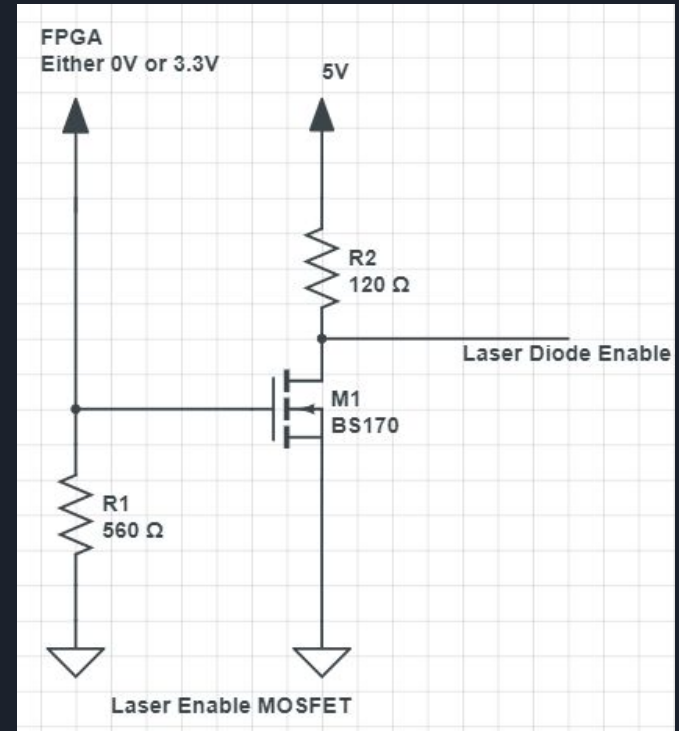 FPGA
Either 0V or 3.3V
5V
R2
120 Ω
Laser Diode Enable
M1
BS170
R1
560 Ω
Laser Enable MOSFET